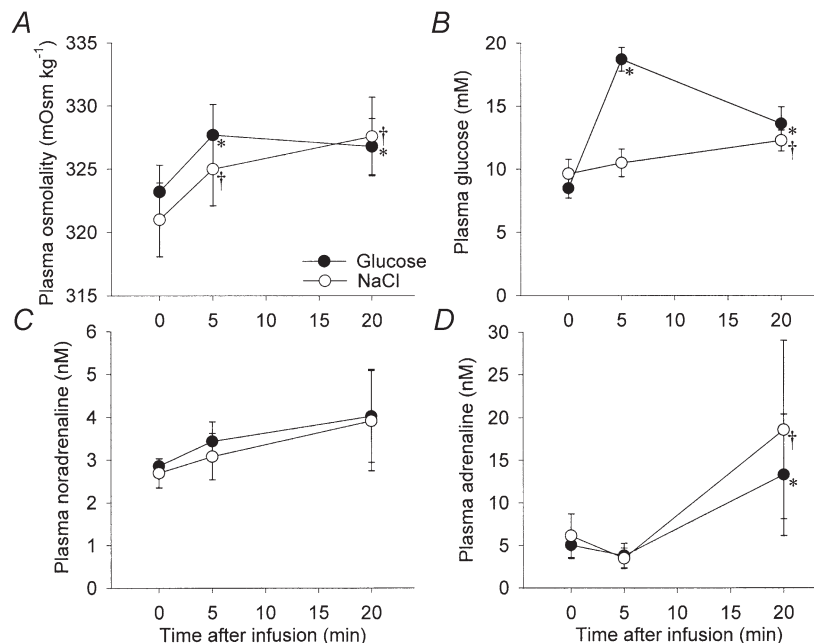 A
Plasma osmolality (mOsm kg⁻¹)
335
330
325
320
315
*
†
†
*
Glucose
NaCl
0 5 10 15 20
B
Plasma glucose (mM)
20
15
10
5
0
*
*
†
0 5 10 15 20
C
Plasma noradrenaline (nM)
6
5
4
3
2
1
0
0 5 10 15 20
Time after infusion (min)
D
Plasma adrenaline (nM)
30
25
20
15
10
5
0
†
*
0 5 10 15 20
Time after infusion (min)